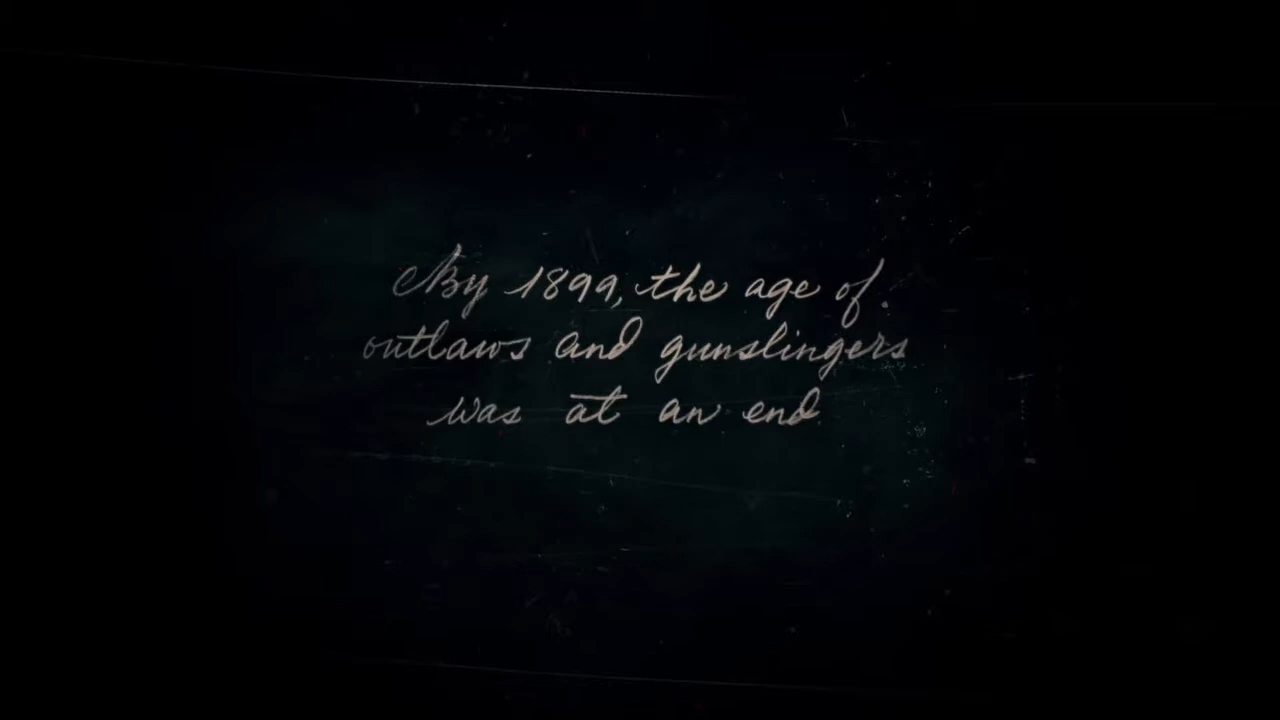 By 1899, the age of
outlaws and gunslingers
was at an end